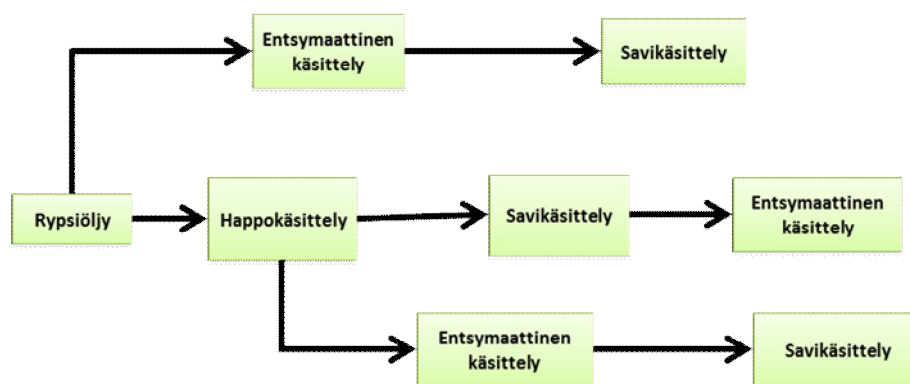 Entsymaattinen
käsittely
Savikäsittely
Rypsiöljy
Happokäsittely
Savikäsittely
Entsymaattinen
käsittely
Entsymaattinen
käsittely
Savikäsittely